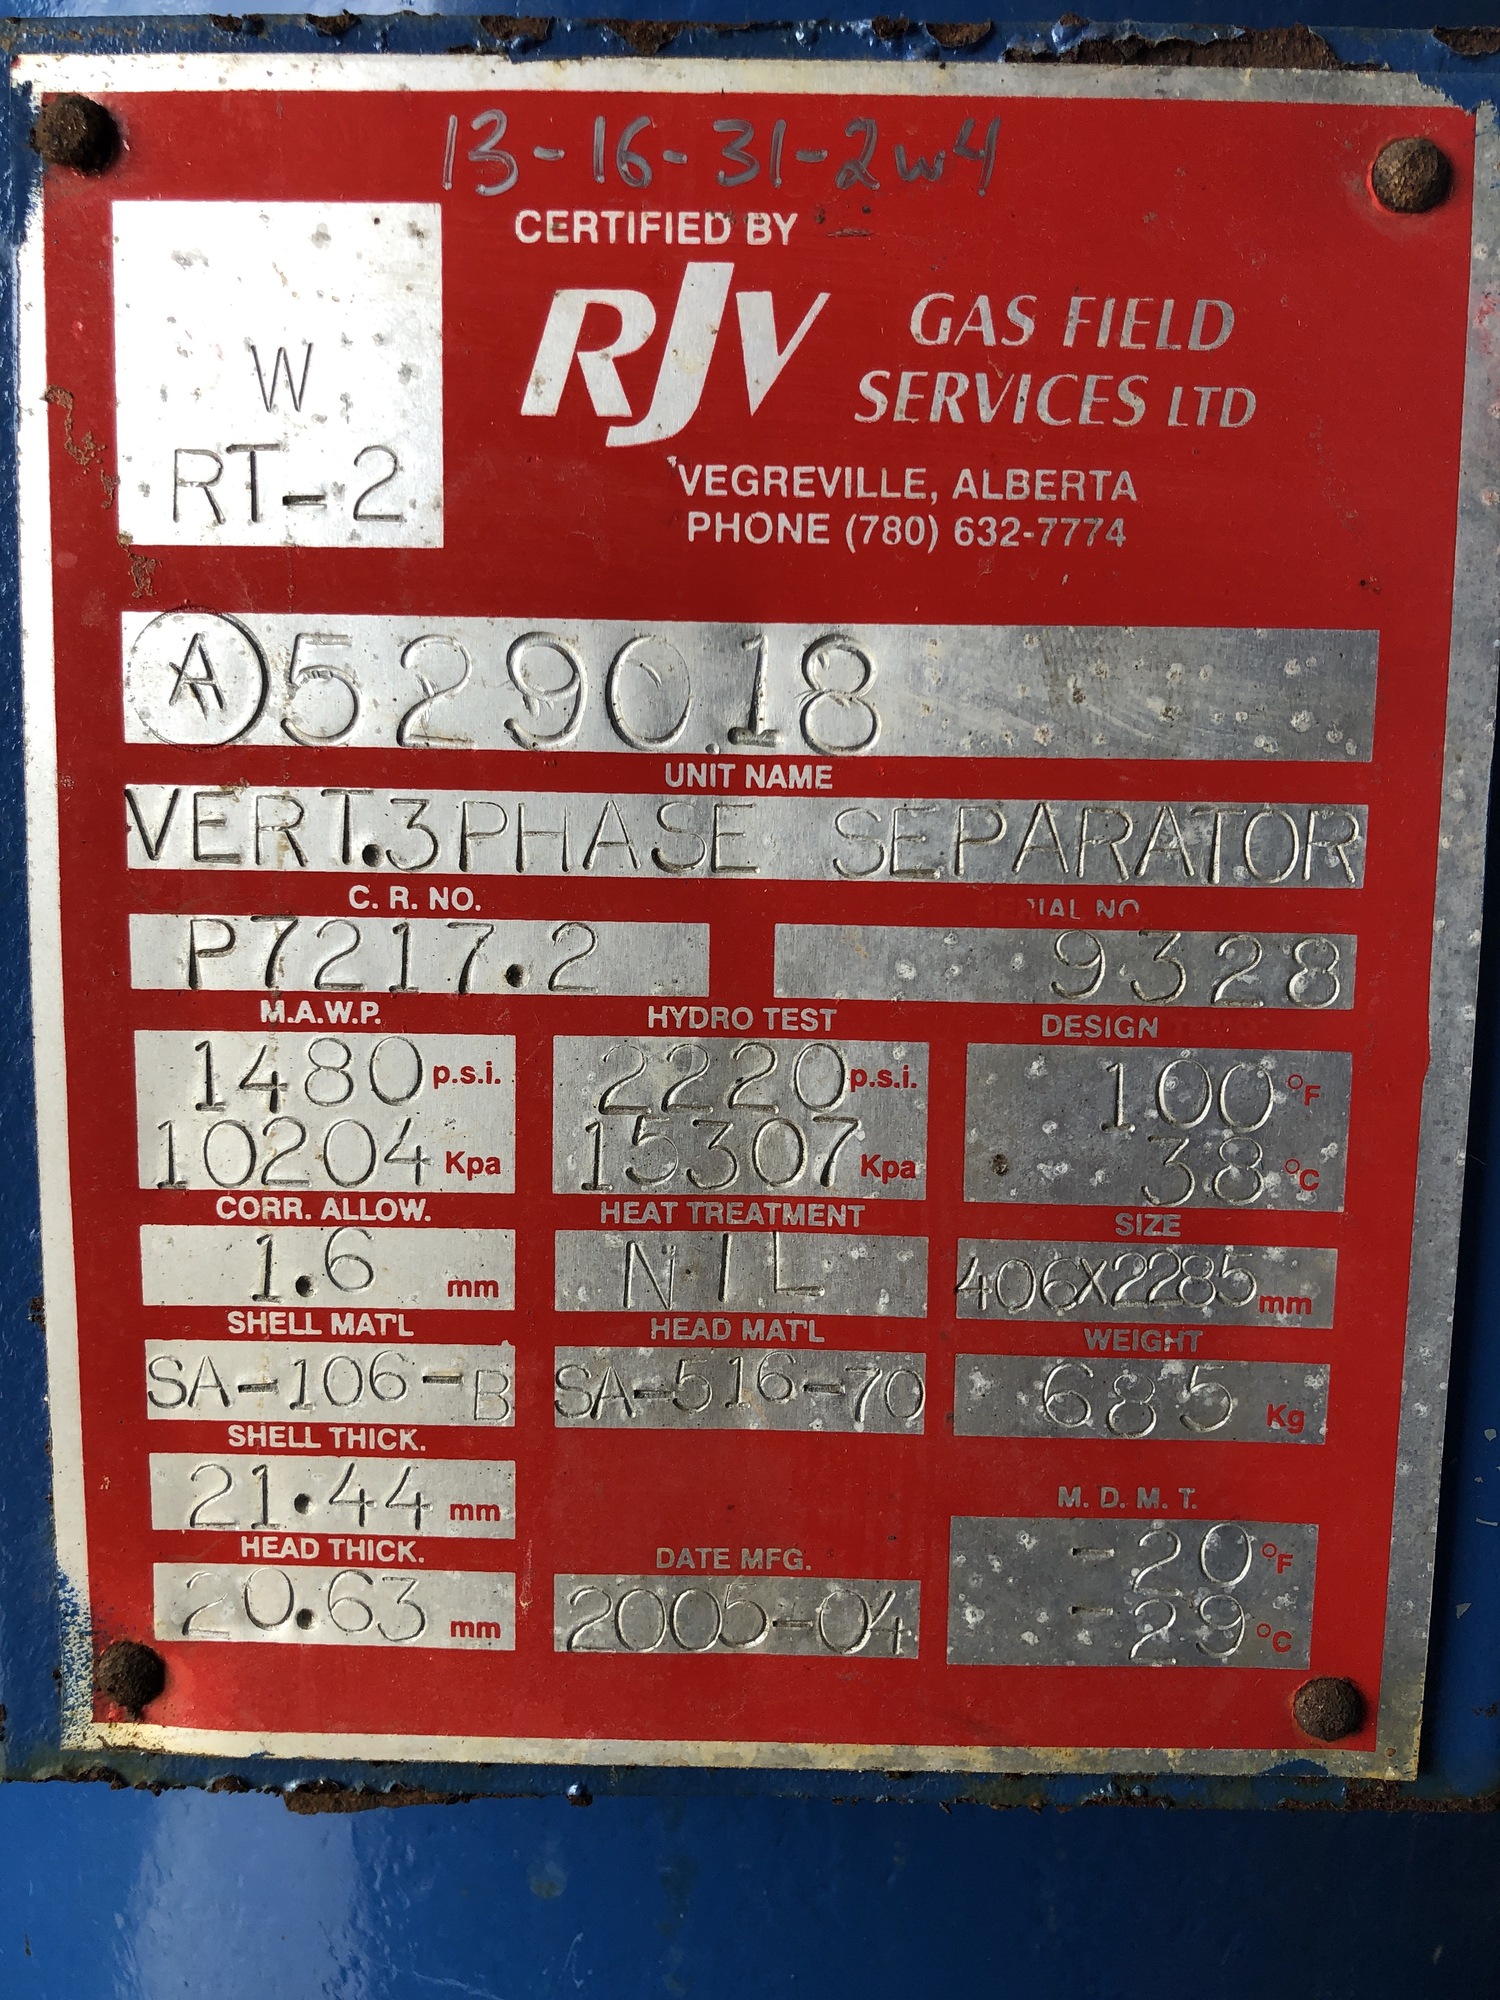 13-16-31-2w4
CERTIFIED BY
RJV GAS FIELD
SERVICES LTD
VEGREVILLE, ALBERTA
PHONE (780) 632-7774
W
RT-2
A 529018
UNIT NAME
VERT.3PHASE SEPARATOR
C. R. NO.
SERIAL NO.
P7217.2
9328
M.A.W.P.
HYDRO TEST
DESIGN
1480 p.s.i.
2220 p.s.i.
100 °F
10204 Kpa
15307 Kpa
38 °C
CORR. ALLOW.
HEAT TREATMENT
SIZE
1.6 mm
NIL
406X2285 mm
SHELL MAT'L
HEAD MAT'L
WEIGHT
SA-106-B
SA-516-70
685 Kg
SHELL THICK.
21.44 mm
M. D. M. T.
-20 °F
HEAD THICK.
DATE MFG.
20.63 mm
2005-04
-29 °C